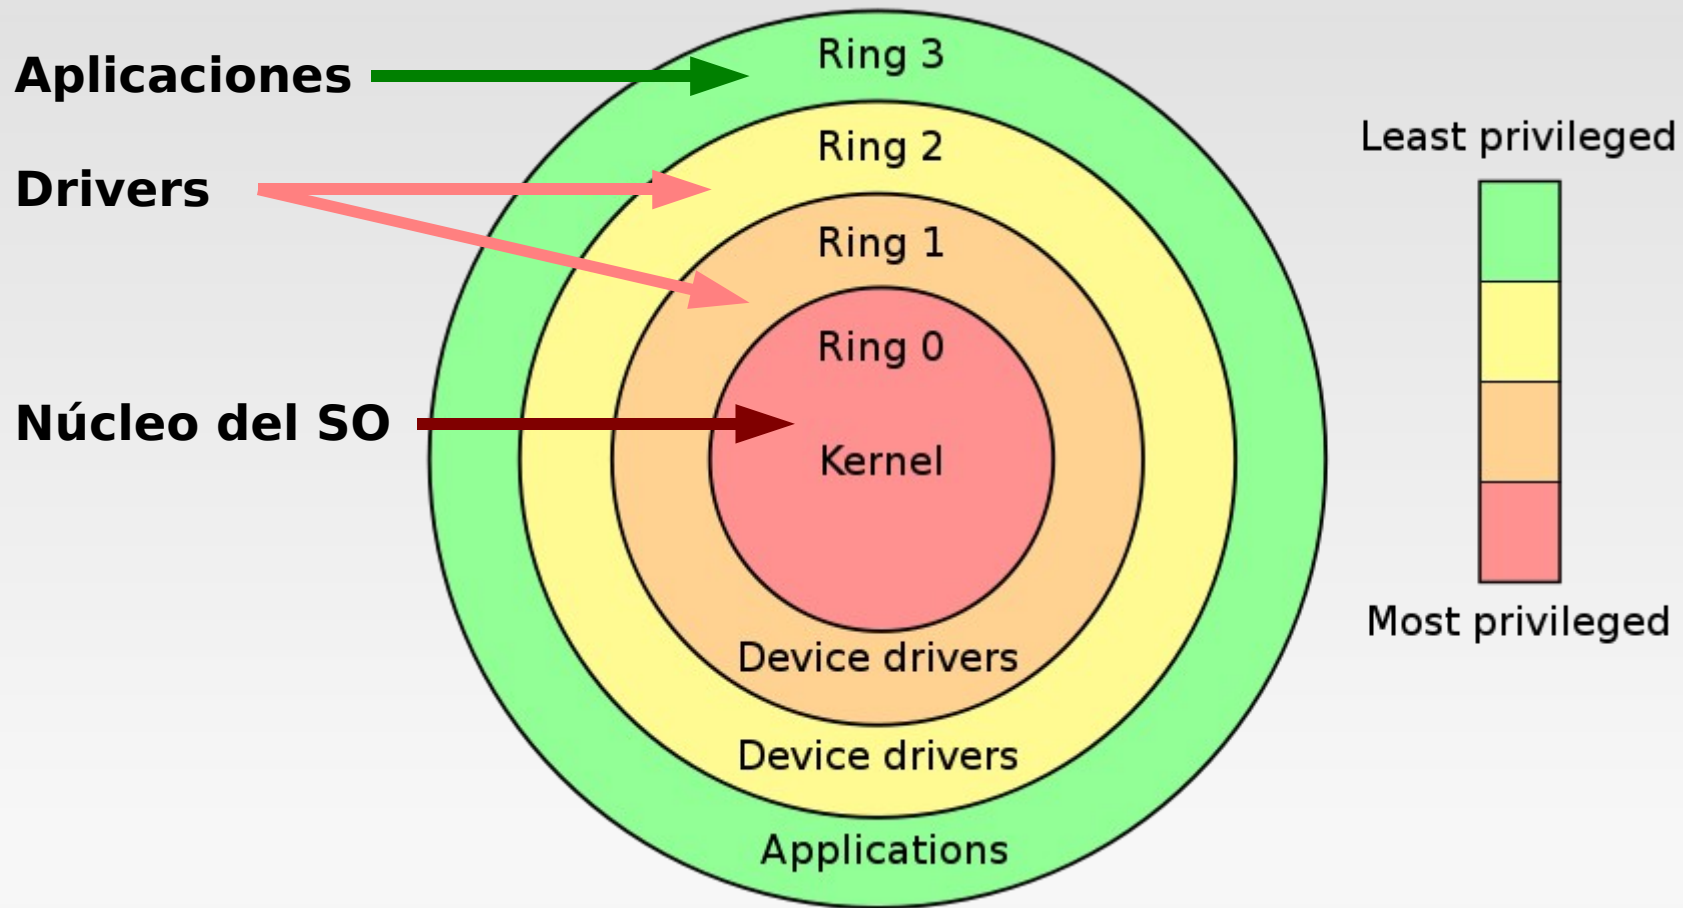 Aplicaciones
Drivers
Núcleo del SO
Ring 3
Ring 2
Ring 1
Ring 0
Kernel
Device drivers
Device drivers
Applications
Least privileged
Most privileged